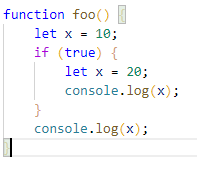 function foo() {
    let x = 10;
    if (true) {
        let x = 20;
        console.log(x);
    }
    console.log(x);
}